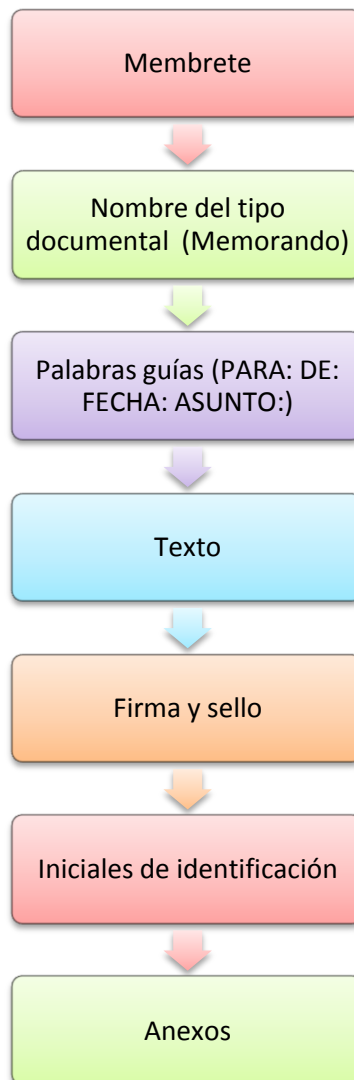 Membrete
Nombre del tipo
documental (Memorando)
Palabras guías (PARA: DE:
FECHA: ASUNTO:)
Texto
Firma y sello
Iniciales de identificación
Anexos